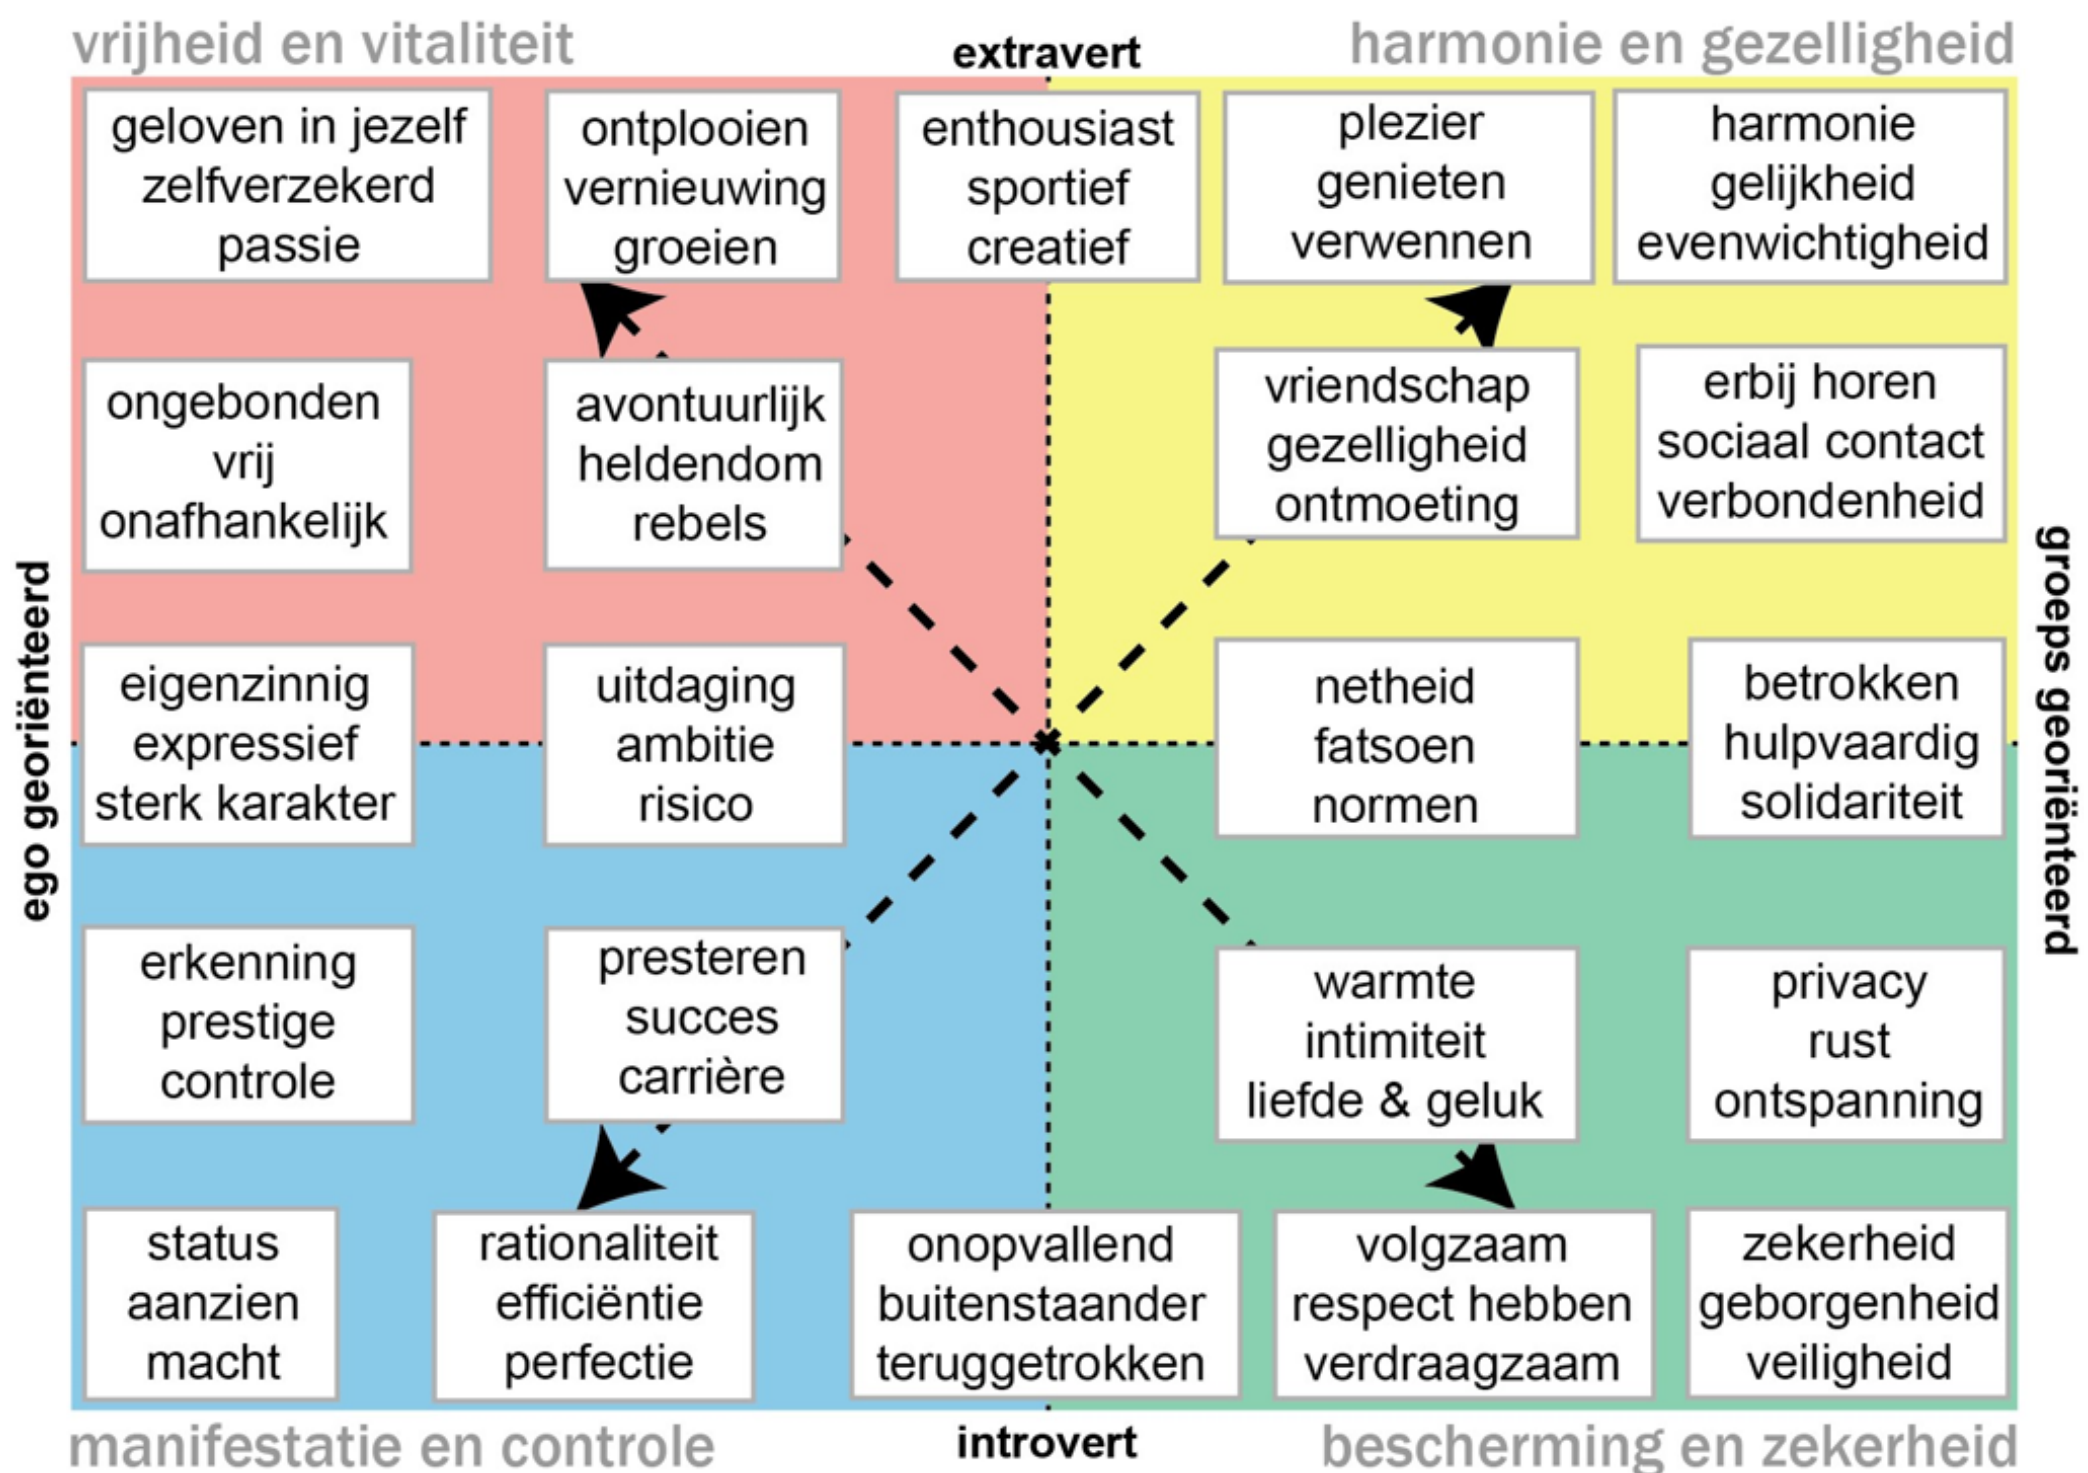 vrijheid en vitaliteit
extravert
harmonie en gezelligheid
geloven in jezelf
zelfverzekerd
passie
ontplooien
vernieuwing
groeien
enthousiast
sportief
creatief
plezier
genieten
verwennen
harmonie
gelijkheid
evenwichtigheid
ongebonden
vrij
onafhankelijk
avontuurlijk
heldendom
rebels
vriendschap
gezelligheid
ontmoeting
erbij horen
sociaal contact
verbondenheid
ego georiënteerd
groeps georiënteerd
eigenzinnig
expressief
sterk karakter
uitdaging
ambitie
risico
netheid
fatsoen
normen
betrokken
hulpvaardig
solidariteit
erkenning
prestige
controle
presteren
succes
carrière
warmte
intimiteit
liefde & geluk
privacy
rust
ontspanning
status
aanzien
macht
rationaliteit
efficiëntie
perfectie
onopvallend
buitenstaander
teruggetrokken
volgzaam
respect hebben
verdraagzaam
zekerheid
geborgenheid
veiligheid
manifestatie en controle
introvert
bescherming en zekerheid